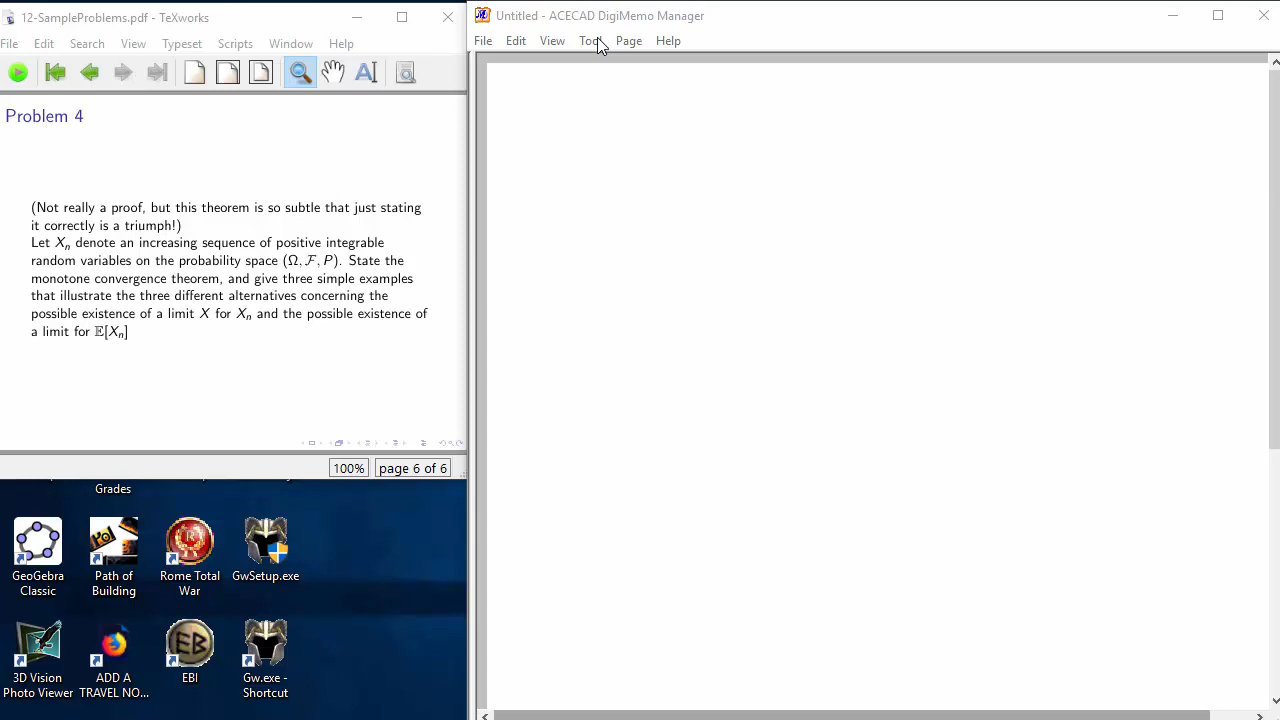 12-SampleProblems.pdf - TeXworks
File Edit Search View Typeset Scripts Window Help
Problem 4
(Not really a proof, but this theorem is so subtle that just stating
it correctly is a triumph!)
Let Xn denote an increasing sequence of positive integrable
random variables on the probability space (Ω, F, P). State the
monotone convergence theorem, and give three simple examples
that illustrate the three different alternatives concerning the
possible existence of a limit X for Xn and the possible existence of
a limit for 𝔼[Xn]
100% page 6 of 6
Grades
GeoGebra
Classic
Path of
Building
Rome Total
War
GwSetup.exe
3D Vision
Photo Viewer
ADD A
TRAVEL NO...
EB
EBI
Gw.exe -
Shortcut
Untitled - ACECAD DigiMemo Manager
File Edit View Tool Page Help